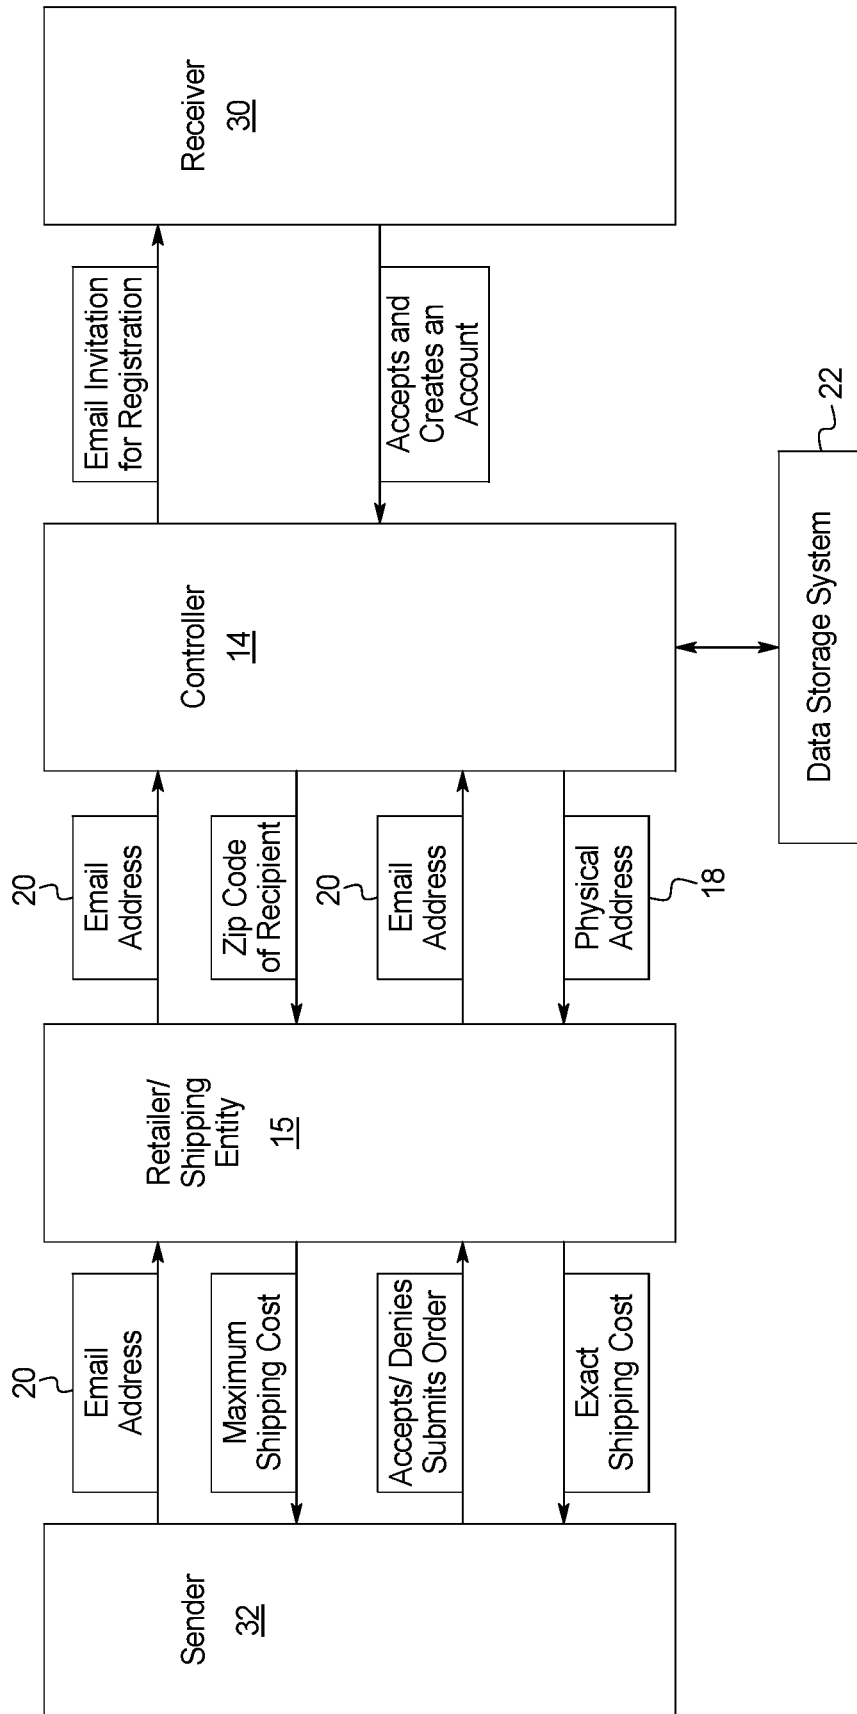 Sender
32
20
Email
Address
Maximum
Shipping Cost
Accepts/ Denies
Submits Order
Exact
Shipping Cost
Retailer/
Shipping
Entity
15
20
Email
Address
Zip Code
of Recipient
20
Email
Address
Physical
Address
18
Controller
14
Email Invitation
for Registration
Accepts and
Creates an
Account
Receiver
30
Data Storage System
22